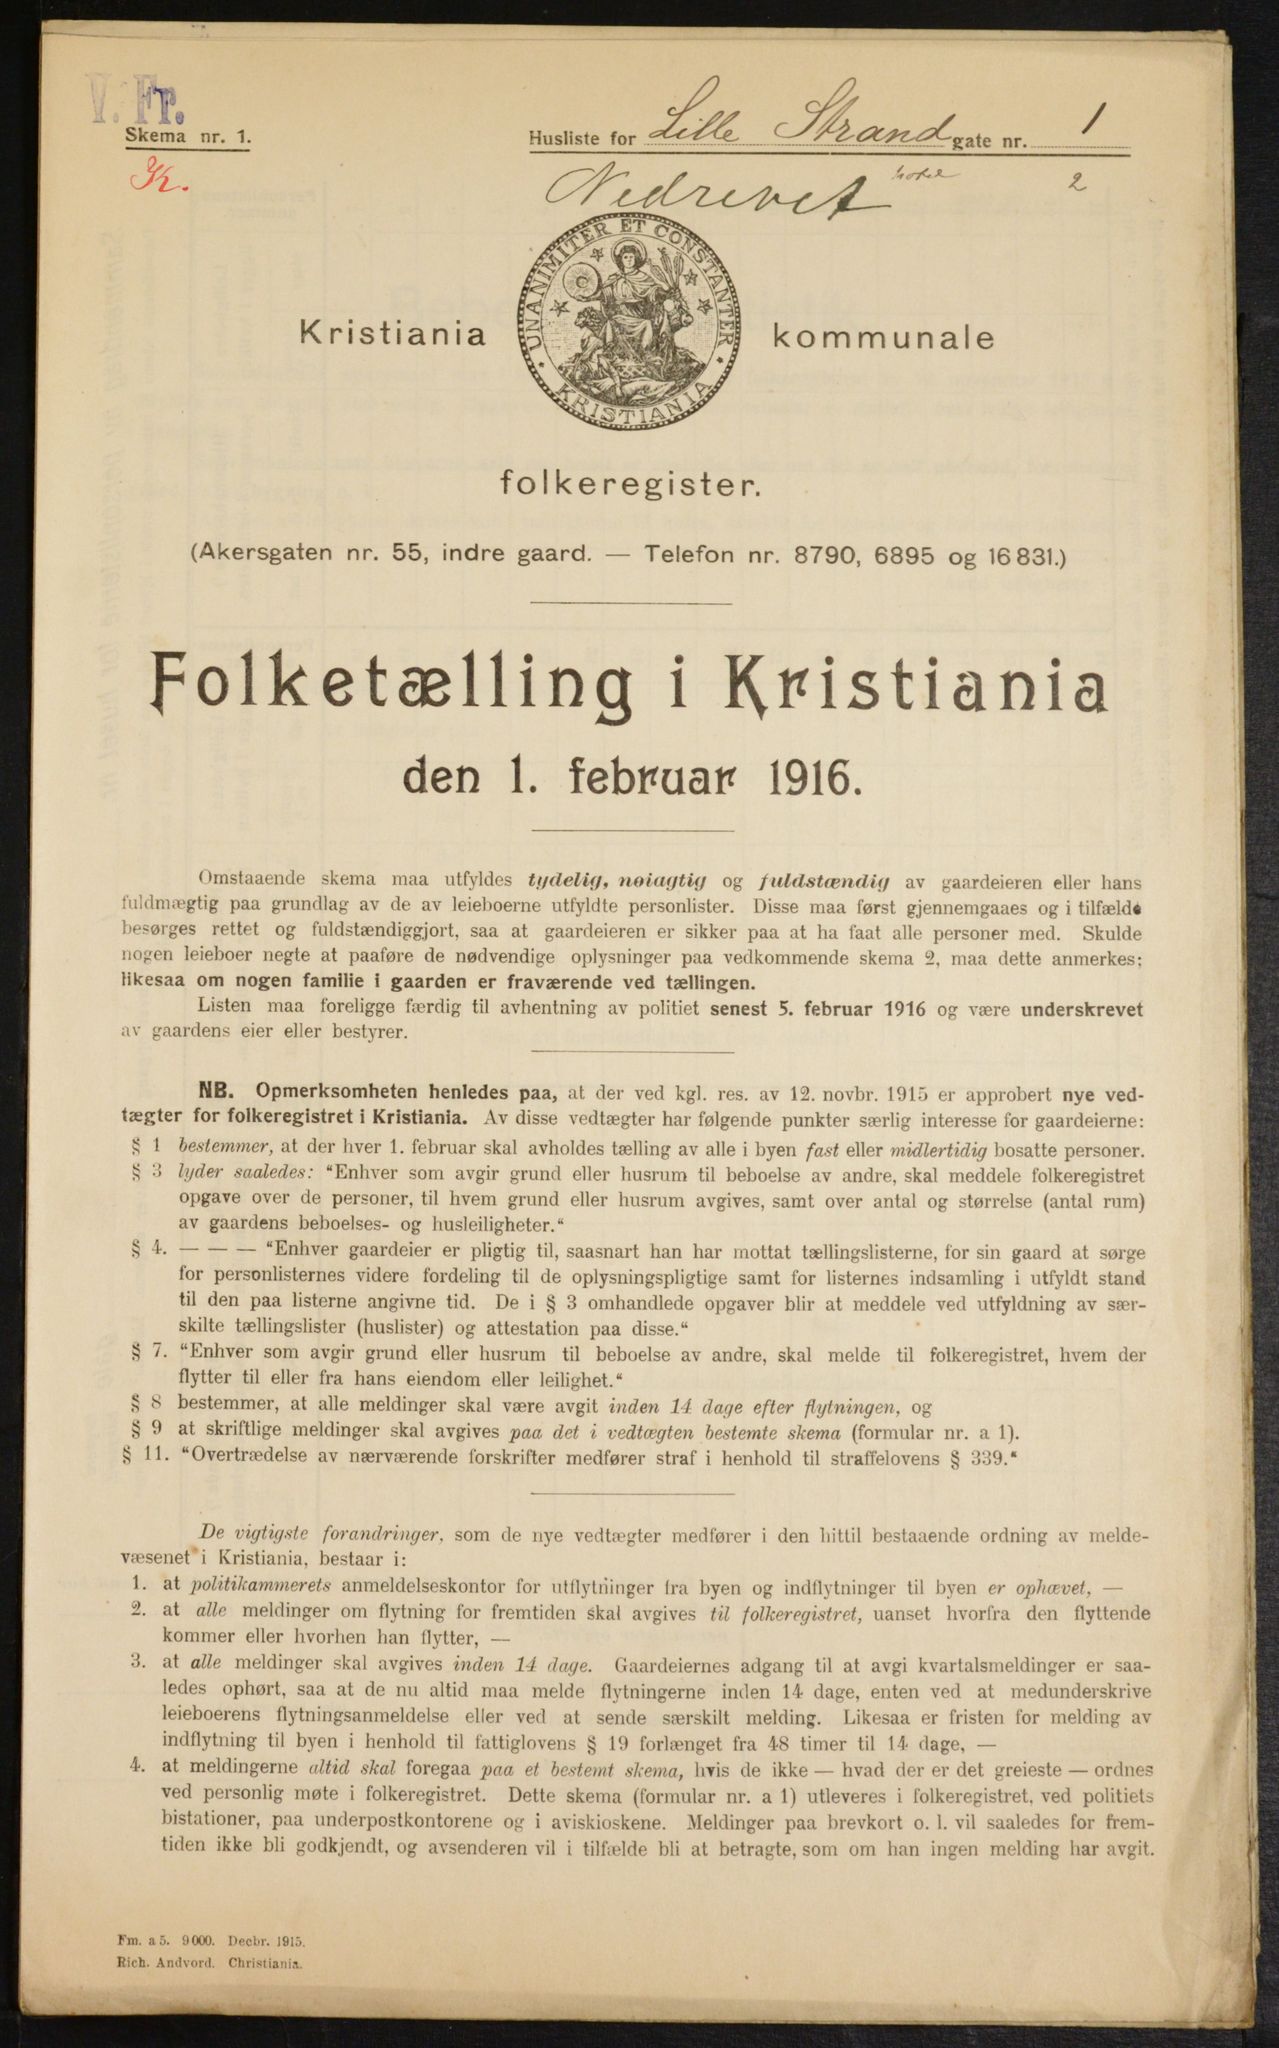 V. Fr.
Skema nr. 1.
K.
Husliste for Lille Strand gate nr. 1
Nedrevet 2
UNANIMITER ET CONSTANTER
KRISTIANIA
Kristiania kommunale
folkeregister.
(Akersgaten nr. 55, indre gaard. — Telefon nr. 8790, 6895 og 16831.)
Folketælling i Kristiania
den 1. februar 1916.
Omstaaende skema maa utfyldes tydelig, nøiagtig og fuldstændig av gaardeieren eller hans
fuldmægtig paa grundlag av de av leieboerne utfyldte personlister. Disse maa først gjennemgaaes og i tilfælde
besørges rettet og fuldstændiggjort, saa at gaardeieren er sikker paa at ha faat alle personer med. Skulde
nogen leieboer negte at paaføre de nødvendige oplysninger paa vedkommende skema 2, maa dette anmerkes;
likesaa om nogen familie i gaarden er fraværende ved tællingen.
Listen maa foreligge færdig til avhentning av politiet senest 5. februar 1916 og være underskrevet
av gaardens eier eller bestyrer.
NB. Opmerksomheten henledes paa, at der ved kgl. res. av 12. novbr. 1915 er approbert nye ved-
tægter for folkeregistret i Kristiania. Av disse vedtægter har følgende punkter særlig interesse for gaardeierne:
§ 1 bestemmer, at der hver 1. februar skal avholdes tælling av alle i byen fast eller midlertidig bosatte personer.
§ 3 lyder saaledes: "Enhver som avgir grund eller husrum til beboelse av andre, skal meddele folkeregistret
opgave over de personer, til hvem grund eller husrum avgives, samt over antal og størrelse (antal rum)
av gaardens beboelses- og husleiligheter."
§ 4. — — — "Enhver gaardeier er pligtig til, saasnart han har mottat tællingslisterne, for sin gaard at sørge
for personlisternes videre fordeling til de oplysningspligtige samt for listernes indsamling i utfyldt stand
til den paa listerne angivne tid. De i § 3 omhandlede opgaver blir at meddele ved utfyldning av sær-
skilte tællingslister (huslister) og attestation paa disse."
§ 7. "Enhver som avgir grund eller husrum til beboelse av andre, skal melde til folkeregistret, hvem der
flytter til eller fra hans eiendom eller leilighet."
§ 8 bestemmer, at alle meldinger skal være avgit inden 14 dage efter flytningen, og
§ 9 at skriftlige meldinger skal avgives paa det i vedtægten bestemte skema (formular nr. a 1).
§ 11. "Overtrædelse av nærværende forskrifter medfører straf i henhold til straffelovens § 339."
De vigtigste forandringer, som de nye vedtægter medfører i den hittil bestaaende ordning av melde-
væsenet i Kristiania, bestaar i:
1. at politikammerets anmeldelseskontor for utflytninger fra byen og indflytninger til byen er ophævet, —
2. at alle meldinger om flytning for fremtiden skal avgives til folkeregistret, uanset hvorfra den flyttende
kommer eller hvorhen han flytter, —
3. at alle meldinger skal avgives inden 14 dage. Gaardeiernes adgang til at avgi kvartalsmeldinger er saa-
ledes ophørt, saa at de nu altid maa melde flytningerne inden 14 dage, enten ved at medunderskrive
leieboerens flytningsanmeldelse eller ved at sende særskilt melding. Likesaa er fristen for melding av
indflytning til byen i henhold til fattiglovens § 19 forlænget fra 48 timer til 14 dage, —
4. at meldingerne altid skal foregaa paa et bestemt skema, hvis de ikke — hvad der er det greieste — ordnes
ved personlig møte i folkeregistret. Dette skema (formular nr. a 1) utleveres i folkeregistret, ved politiets
bistationer, paa underpostkontorene og i aviskioskene. Meldinger paa brevkort o. l. vil saaledes for frem-
tiden ikke bli godkjendt, og avsenderen vil i tilfælde bli at betragte, som om han ingen melding har avgit.
Fm. a 5. 9000. Decbr. 1915.
Rich. Andvord. Christiania.